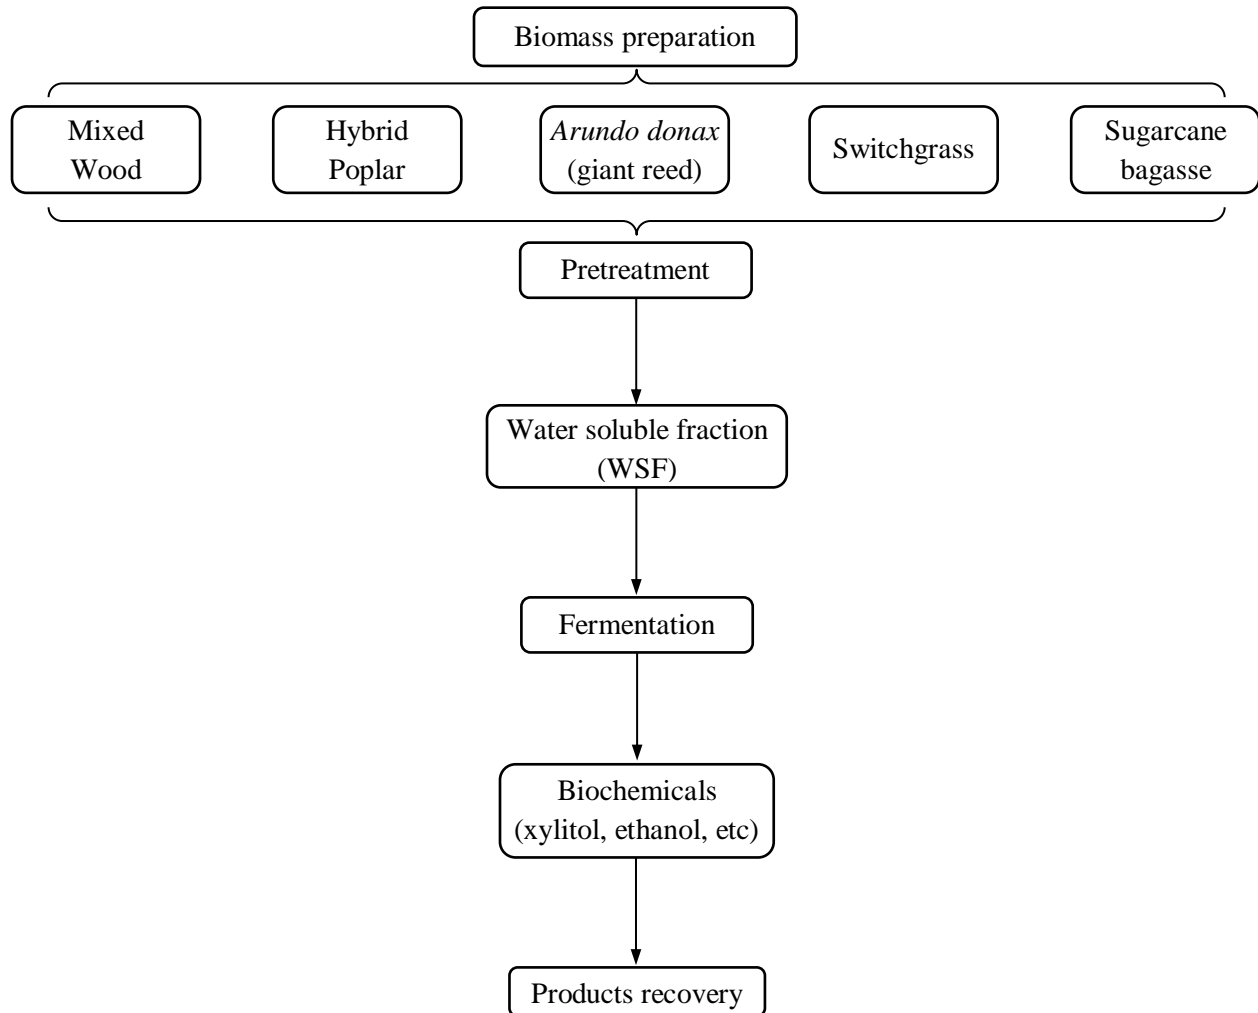 Biomass preparation
Mixed
Wood
Hybrid
Poplar
Arundo donax
(giant reed)
Switchgrass
Sugarcane
bagasse
Pretreatment
Water soluble fraction
(WSF)
Fermentation
Biochemicals
(xylitol, ethanol, etc)
Products recovery